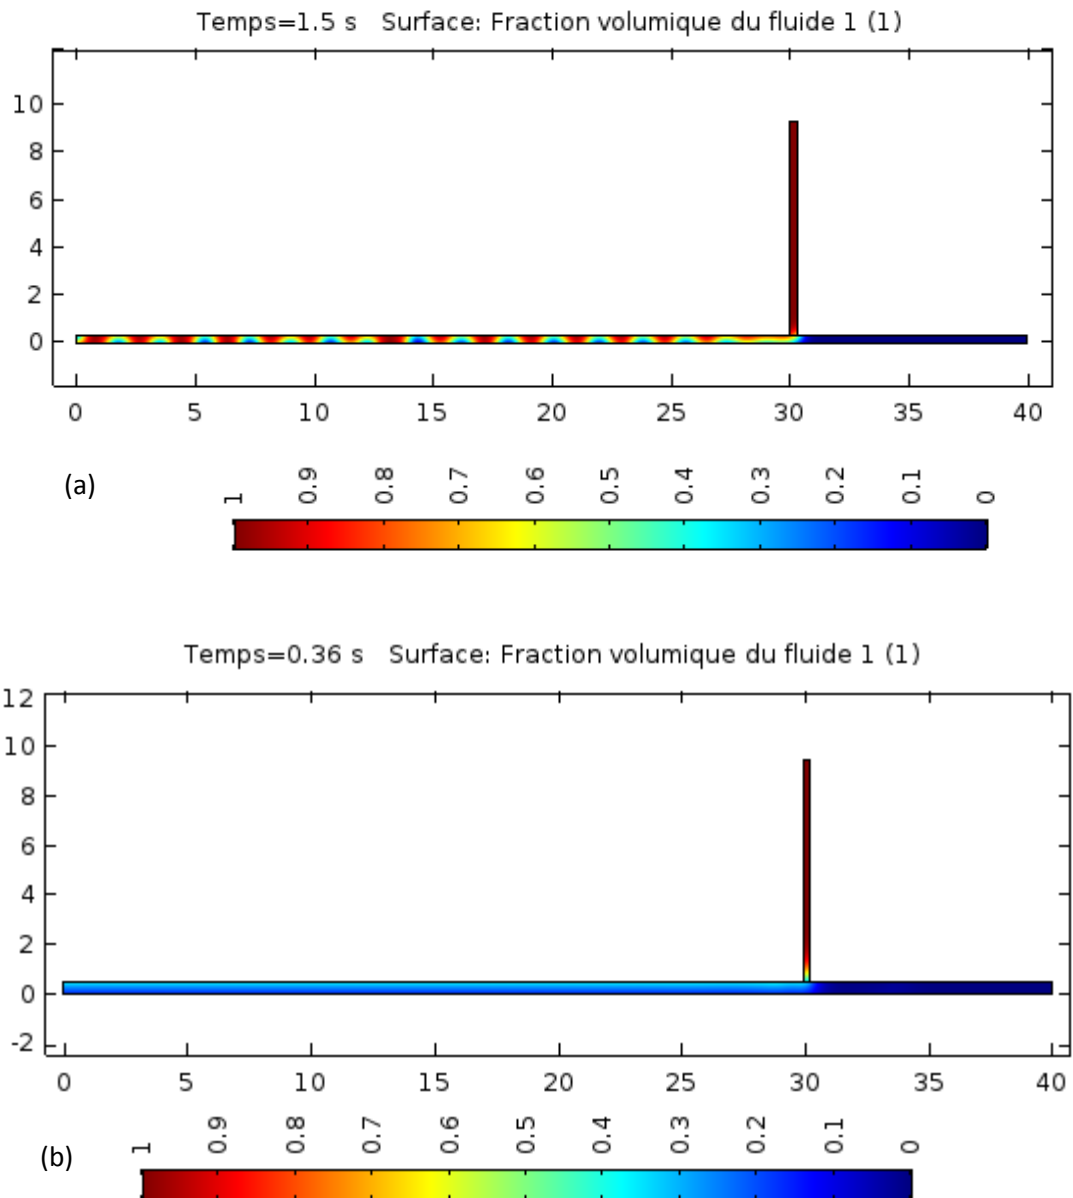 Temps=1.5 s   Surface: Fraction volumique du fluide 1 (1)
10
8
6
4
2
0
0 5 10 15 20 25 30 35 40
(a)
1 0.9 0.8 0.7 0.6 0.5 0.4 0.3 0.2 0.1 0
Temps=0.36 s   Surface: Fraction volumique du fluide 1 (1)
12
10
8
6
4
2
0
-2
0 5 10 15 20 25 30 35 40
(b)
1 0.9 0.8 0.7 0.6 0.5 0.4 0.3 0.2 0.1 0